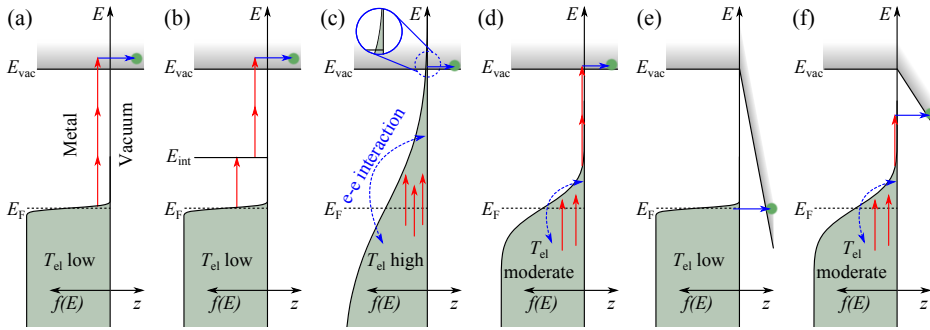 (a)
E
E_vac
Metal
Vacuum
E_F
T_el low
f(E)
z
(b)
E
E_vac
E_int
E_F
T_el low
f(E)
z
(c)
E
E_vac
e-e interaction
E_F
T_el high
f(E)
z
(d)
E
E_vac
E_F
T_el
moderate
f(E)
z
(e)
E
E_vac
E_F
T_el low
f(E)
z
(f)
E
E_vac
E_F
T_el
moderate
f(E)
z